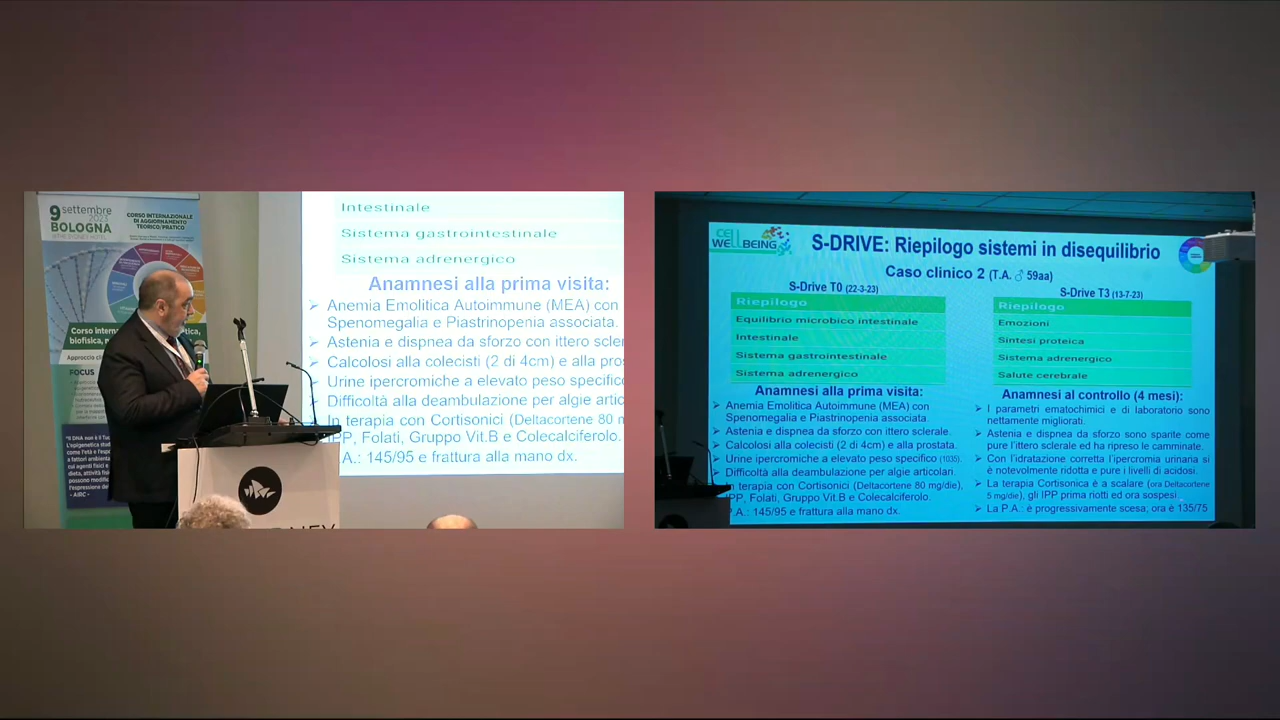 9 settembre
2023
BOLOGNA
CORSO INTERNAZIONALE
DI AGGIORNAMENTO
TEORICO/PRATICO
Corso interna
biofisica, p
Approccio cli
FOCUS
Intestinale
Sistema gastrointestinale
Sistema adrenergico
Anamnesi alla prima visita:
➢ Anemia Emolitica Autoimmune (MEA) con
Spenomegalia e Piastrinopenia associata.
➢ Astenia e dispnea da sforzo con ittero scler
➢ Calcolosi alla colecisti (2 di 4cm) e alla pros
➢ Urine ipercromiche a elevato peso specifico
➢ Difficoltà alla deambulazione per algie artic
In terapia con Cortisonici (Deltacortene 80 m
IPP, Folati, Gruppo Vit.B e Colecalciferolo.
.A.: 145/95 e frattura alla mano dx.
CELL
WELLBEING
S-DRIVE: Riepilogo sistemi in disequilibrio
Caso clinico 2 (T.A. ♂ 59aa)
S-Drive T0 (22-3-23)
Riepilogo
Equilibrio microbico intestinale
Intestinale
Sistema gastrointestinale
Sistema adrenergico
Anamnesi alla prima visita:
➢ Anemia Emolitica Autoimmune (MEA) con
Spenomegalia e Piastrinopenia associata.
➢ Astenia e dispnea da sforzo con ittero sclerale.
➢ Calcolosi alla colecisti (2 di 4cm) e alla prostata.
➢ Urine ipercromiche a elevato peso specifico (1035).
➢ Difficoltà alla deambulazione per algie articolari.
In terapia con Cortisonici (Deltacortene 80 mg/die),
IPP, Folati, Gruppo Vit.B e Colecalciferolo.
.A.: 145/95 e frattura alla mano dx.
S-Drive T3 (13-7-23)
Riepilogo
Emozioni
Sintesi proteica
Sistema adrenergico
Salute cerebrale
Anamnesi al controllo (4 mesi):
➢ I parametri ematochimici e di laboratorio sono
nettamente migliorati.
➢ Astenia e dispnea da sforzo sono sparite come
pure l'ittero sclerale ed ha ripreso le camminate.
➢ Con l'idratazione corretta l'ipercromia urinaria si
è notevolmente ridotta e pure i livelli di acidosi.
➢ La terapia Cortisonica è a scalare (ora Deltacortene
5 mg/die), gli IPP prima riotti ed ora sospesi
➢ La P.A.: è progressivamente scesa; ora è 135/75